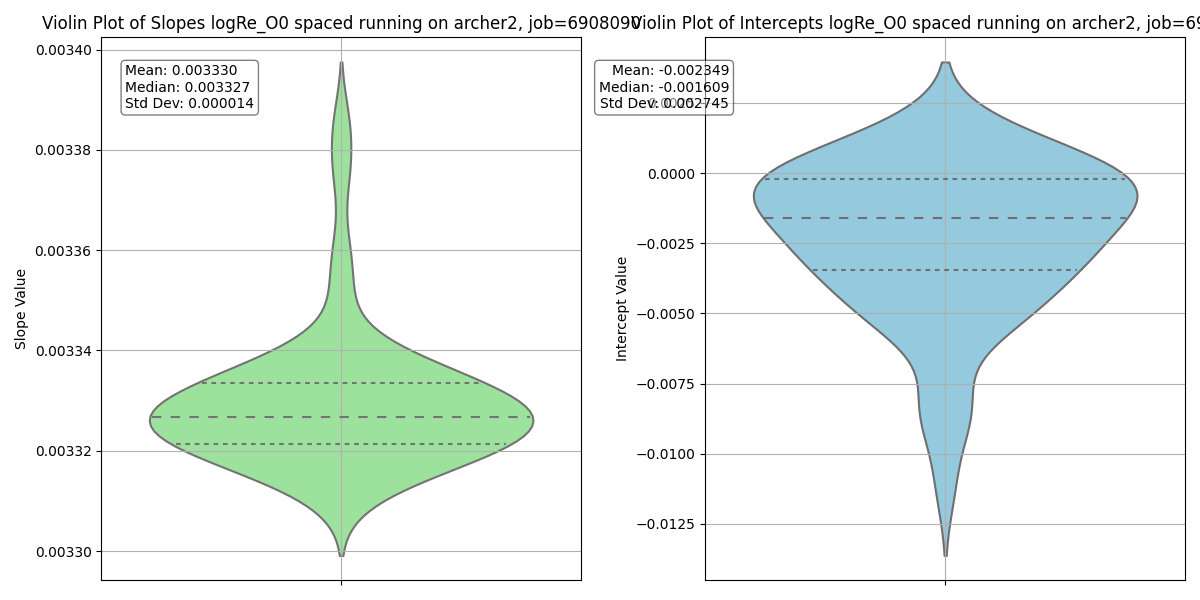 Violin Plot of Slopes logRe_O0 spaced running on archer2, job=6908090
Violin Plot of Intercepts logRe_O0 spaced running on archer2, job=69
Mean: 0.003330
Median: 0.003327
Std Dev: 0.000014
Mean: -0.002349
Median: -0.001609
Std Dev: 0.002745
0.00340
0.00338
0.00336
0.00334
0.00332
0.00330
Slope Value
0.0025
0.0000
−0.0025
−0.0050
−0.0075
−0.0100
−0.0125
Intercept Value